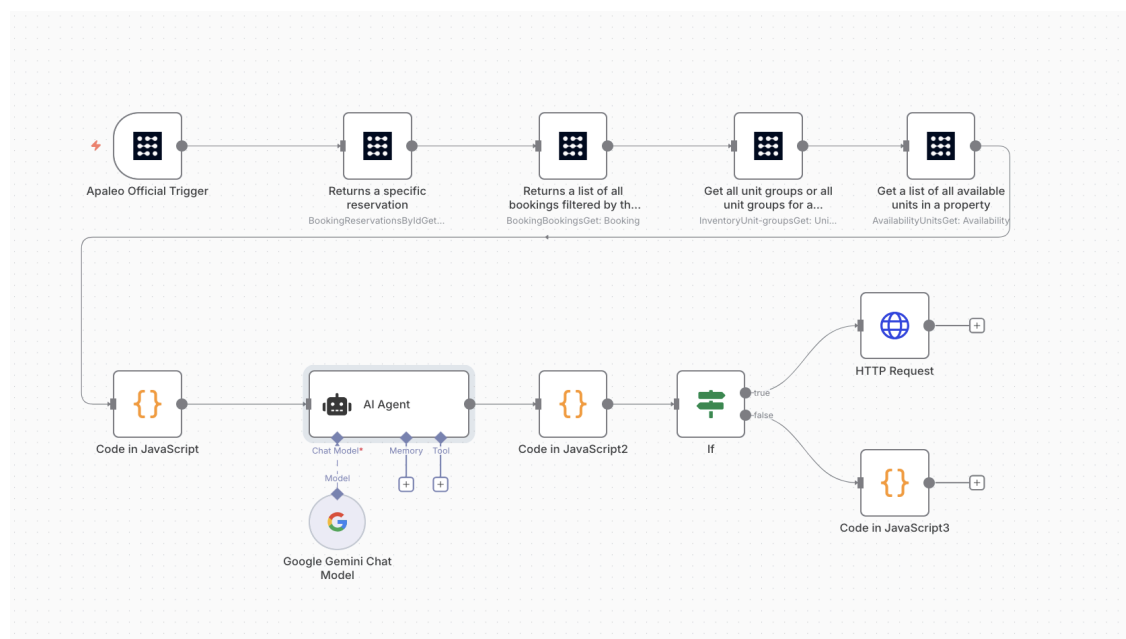 Apaleo Official Trigger
Returns a specific
reservation
BookingReservationsByIdGet...
Returns a list of all
bookings filtered by th...
BookingBookingsGet: Booking
Get all unit groups or all
unit groups for a...
InventoryUnit-groupsGet: Uni...
Get a list of all available
units in a property
AvailabilityUnitsGet: Availability
Code in JavaScript
AI Agent
Chat Model*
Memory
Tool
Model
Google Gemini Chat
Model
Code in JavaScript2
If
true
false
HTTP Request
Code in JavaScript3